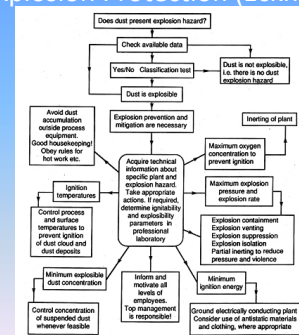 Does dust present explosion hazard?
Check available data
Yes/No Classification test
Dust is not explosible,
i.e. there is no dust
explosion hazard
Dust is explosible
Avoid dust
accumulation
outside process
equipment.
Good housekeeping!
Obey rules for
hot work etc.
Explosion prevention and
mitigation are necessary
Inerting of plant
Acquire technical
information about
specific plant and
explosion hazard.
Take appropriate
actions. If required,
determine ignitability
and explosibility
parameters in
professional
laboratory
Maximum oxygen
concentration to
prevent ignition
Ignition
temperatures
Maximum explosion
pressure and
explosion rate
Control process
and surface
temperatures to
prevent ignition
of dust cloud and
dust deposits
Explosion containment
Explosion venting
Explosion suppression
Explosion isolation
Partial inerting to reduce
pressure and violence
Minimum explosible
dust concentration
Inform and
motivate all
levels of
employees.
Top management
is responsible!
Minimum
ignition energy
Control concentration
of suspended dust
whenever feasible
Ground electrically conducting plant
Consider use of antistatic materials
and clothing, where appropriate